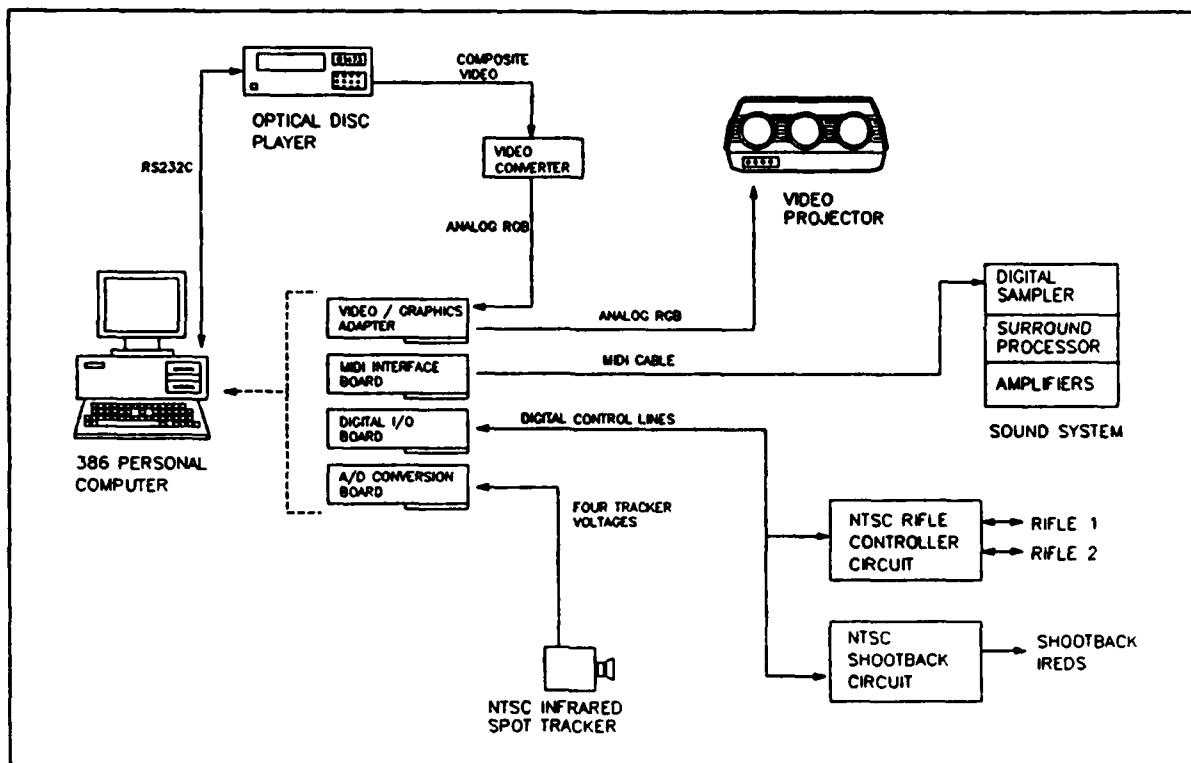 COMPOSITE
VIDEO
OPTICAL DISC
PLAYER
RS232C
VIDEO
CONVERTER
ANALOG RGB
VIDEO
PROJECTOR
VIDEO / GRAPHICS
ADAPTER
ANALOG RGB
MIDI INTERFACE
BOARD
MIDI CABLE
DIGITAL I/O
BOARD
DIGITAL CONTROL LINES
A/D CONVERSION
BOARD
386 PERSONAL
COMPUTER
FOUR TRACKER
VOLTAGES
DIGITAL
SAMPLER
SURROUND
PROCESSOR
AMPLIFIERS
SOUND SYSTEM
NTSC RIFLE
CONTROLLER
CIRCUIT
RIFLE 1
RIFLE 2
NTSC
SHOOTBACK
CIRCUIT
SHOOTBACK
IREDS
NTSC INFRARED
SPOT TRACKER